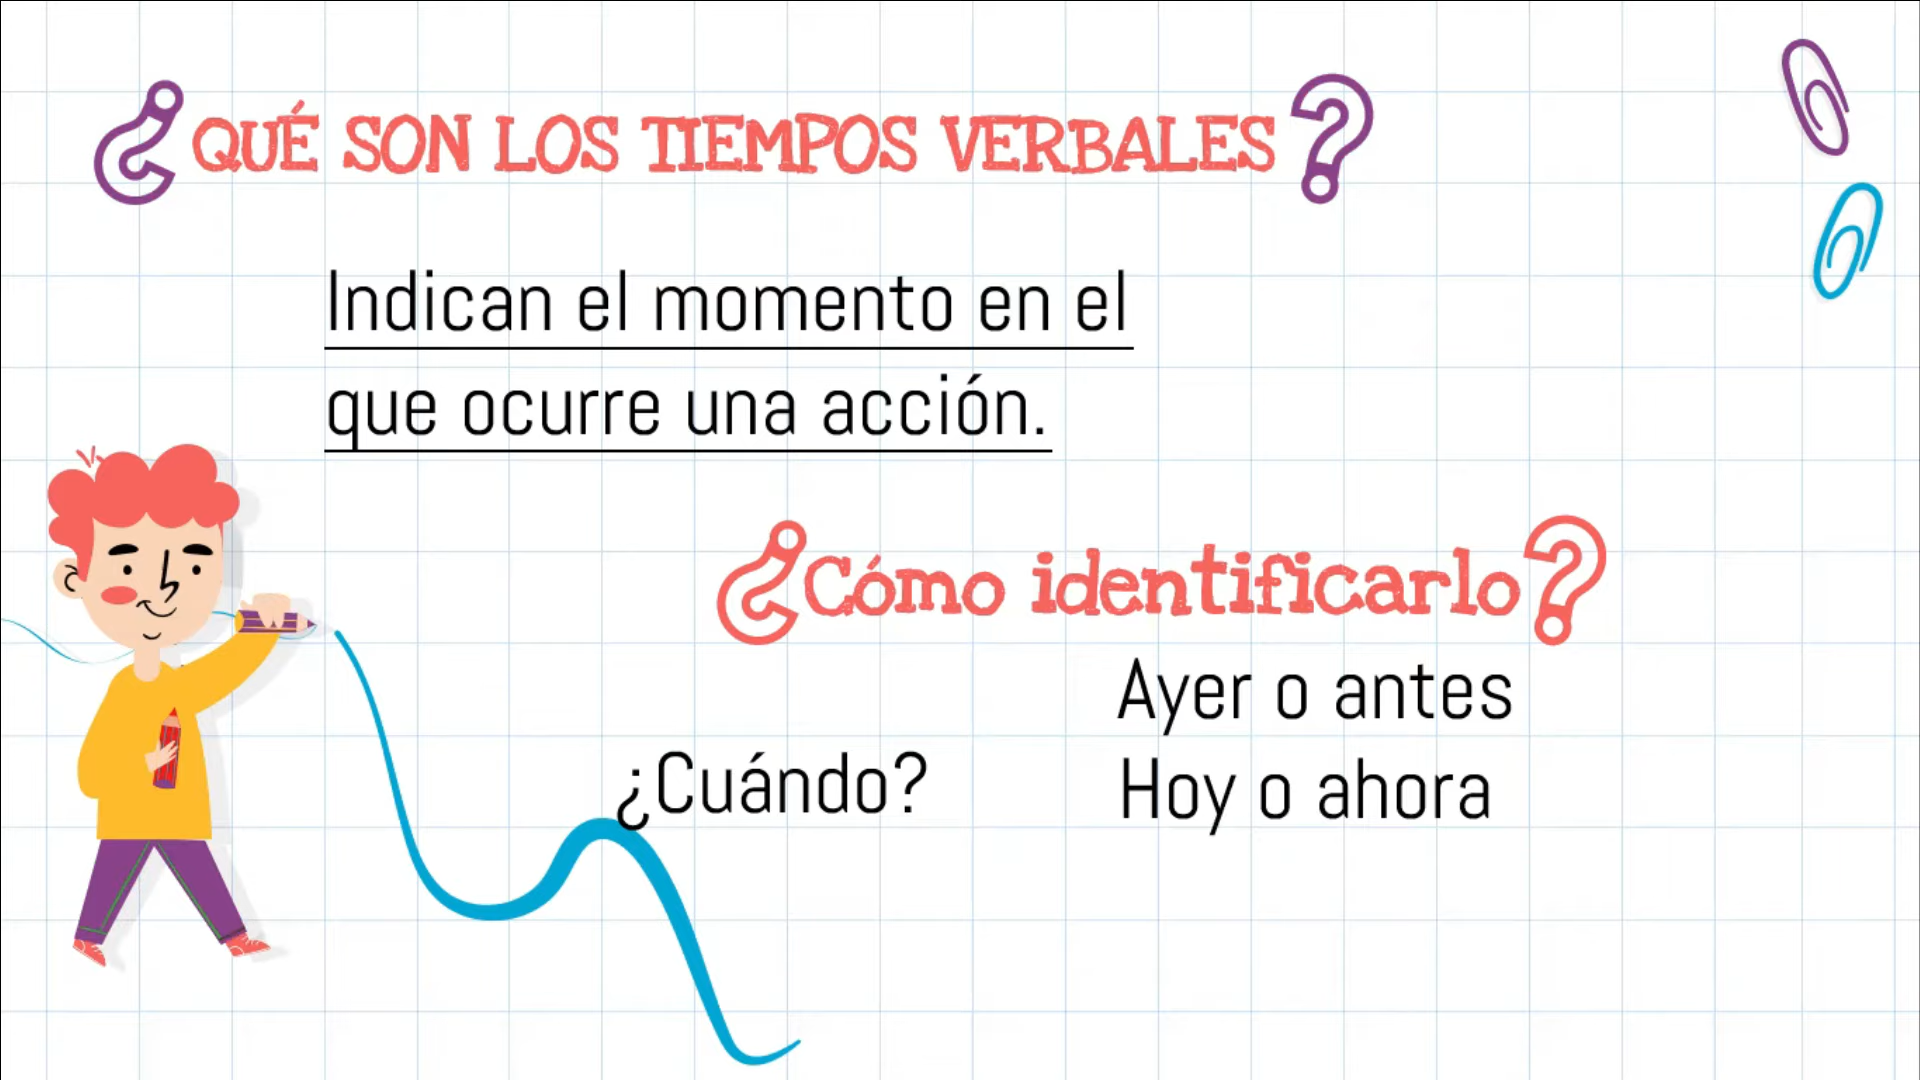 ¿QUÉ SON LOS TIEMPOS VERBALES?
Indican el momento en el
que ocurre una acción.
¿Cómo identificarlo?
¿Cuándo?
Ayer o antes
Hoy o ahora